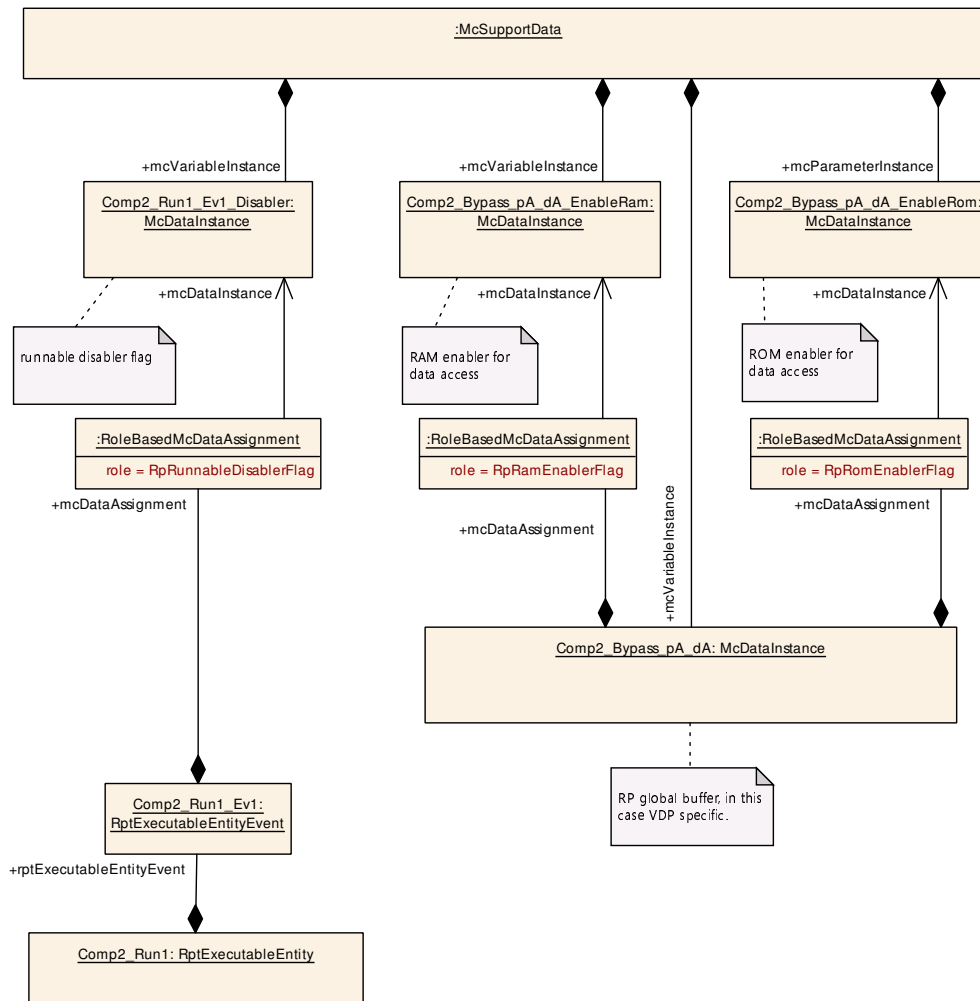 :McSupportData
+mcVariableInstance
+mcVariableInstance
+mcParameterInstance
Comp2_Run1_Ev1_Disabler:
McDataInstance
Comp2_Bypass_pA_dA_EnableRam:
McDataInstance
Comp2_Bypass_pA_dA_EnableRom:
McDataInstance
+mcDataInstance
+mcDataInstance
+mcDataInstance
runnable disabler flag
RAM enabler for
data access
ROM enabler for
data access
:RoleBasedMcDataAssignment
role = RpRunnableDisablerFlag
:RoleBasedMcDataAssignment
role = RpRamEnablerFlag
:RoleBasedMcDataAssignment
role = RpRomEnablerFlag
+mcDataAssignment
+mcDataAssignment
+mcVariableInstance
+mcDataAssignment
Comp2_Bypass_pA_dA: McDataInstance
RP global buffer, in this
case VDP specific.
Comp2_Run1_Ev1:
RptExecutableEntityEvent
+rptExecutableEntityEvent
Comp2_Run1: RptExecutableEntity